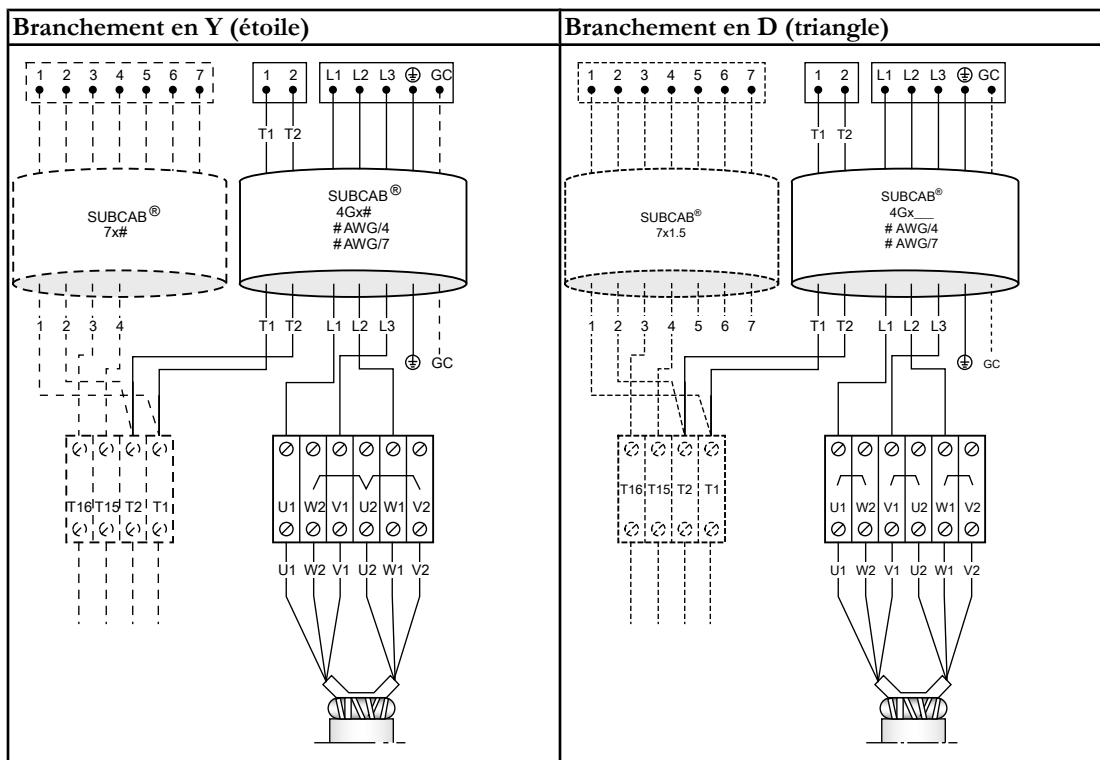 Branchement en Y (étoile)
1 2 3 4 5 6 7
1 2
L1 L2 L3 GC
T1 T2
SUBCAB®
7x#
SUBCAB®
4Gx#
# AWG/4
# AWG/7
1 2 3 4
T1 T2 L1 L2 L3
GC
T16 T15 T2 T1
U1 W2 V1 U2 W1 V2
U1 W2 V1 U2 W1 V2
Branchement en D (triangle)
1 2 3 4 5 6 7
1 2
L1 L2 L3 GC
T1 T2
SUBCAB®
7x1.5
SUBCAB®
4Gx___
# AWG/4
# AWG/7
1 2 3 4 5 6 7
T1 T2 L1 L2 L3
GC
T16 T15 T2 T1
U1 W2 V1 U2 W1 V2
U1 W2 V1 U2 W1 V2